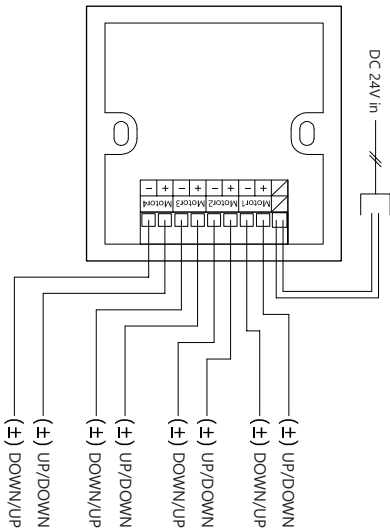 DC 24V in
− + − + − + − +
Motor4 Motor3 Motor2 Motor1
(±) DOWN/UP
(±) UP/DOWN
(±) DOWN/UP
(±) UP/DOWN
(±) DOWN/UP
(±) UP/DOWN
(±) DOWN/UP
(±) UP/DOWN